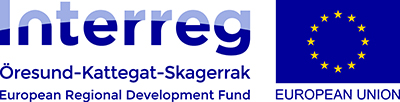 Interreg
Öresund-Kattegat-Skagerrak
European Regional Development Fund
EUROPEAN UNION